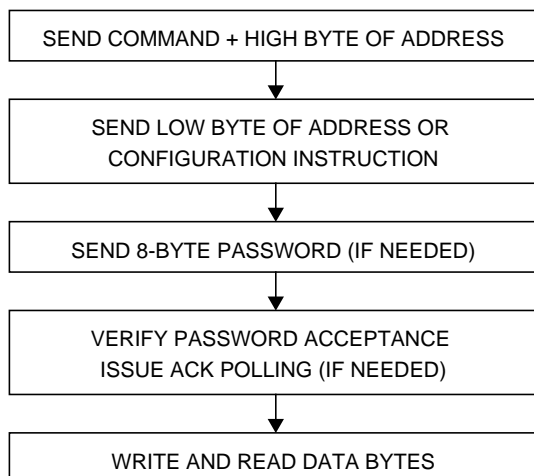 SEND COMMAND + HIGH BYTE OF ADDRESS
SEND LOW BYTE OF ADDRESS OR
CONFIGURATION INSTRUCTION
SEND 8-BYTE PASSWORD (IF NEEDED)
VERIFY PASSWORD ACCEPTANCE
ISSUE ACK POLLING (IF NEEDED)
WRITE AND READ DATA BYTES